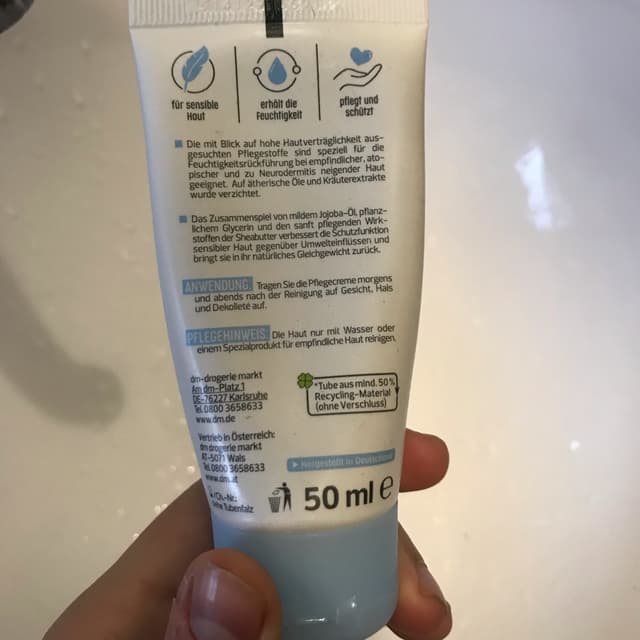 für sensible
Haut
erhält die
Feuchtigkeit
pflegt und
schützt
Die mit Blick auf hohe Hautverträglichkeit aus-
gesuchten Pflegestoffe sind speziell für die
Feuchtigkeitsrückführung bei empfindlicher, ato-
pischer und zu Neurodermitis neigender Haut
geeignet. Auf ätherische Öle und Kräuterextrakte
wurde verzichtet.
Das Zusammenspiel von mildem Jojoba-Öl, pflanz-
lichem Glycerin und den sanft pflegenden Wirk-
stoffen der Sheabutter verbessert die Schutzfunktion
sensibler Haut gegenüber Umwelteinflüssen und
bringt sie in ihr natürliches Gleichgewicht zurück.
ANWENDUNG: Tragen Sie die Pflegecreme morgens
und abends nach der Reinigung auf Gesicht, Hals
und Dekolleté auf.
PFLEGEHINWEIS: Die Haut nur mit Wasser oder
einem Spezialprodukt für empfindliche Haut reinigen.
dm-drogerie markt
Am dm-Platz 1
DE-76227 Karlsruhe
Tel. 0800 3658633
www.dm.de
Vertrieb in Österreich:
dm drogerie markt
AT-5071 Wals
Tel. 0800 3658633
www.dm.at
*Tube aus mind. 50%
Recycling-Material
(ohne Verschluss)
Hergestellt in Deutschland
/Ch.-Nr.:
siehe Tubenfalz
50 ml e